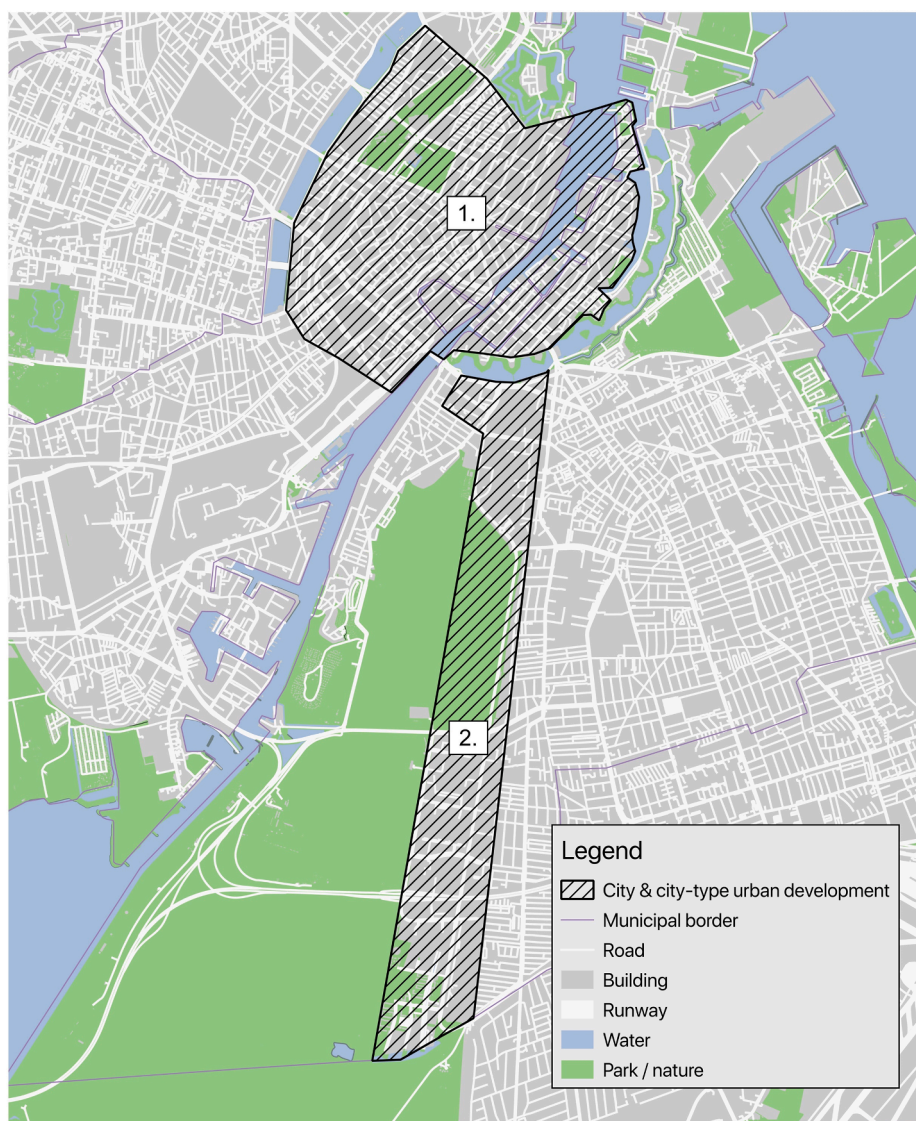 1.
2.
Legend
City & city-type urban development
Municipal border
Road
Building
Runway
Water
Park / nature